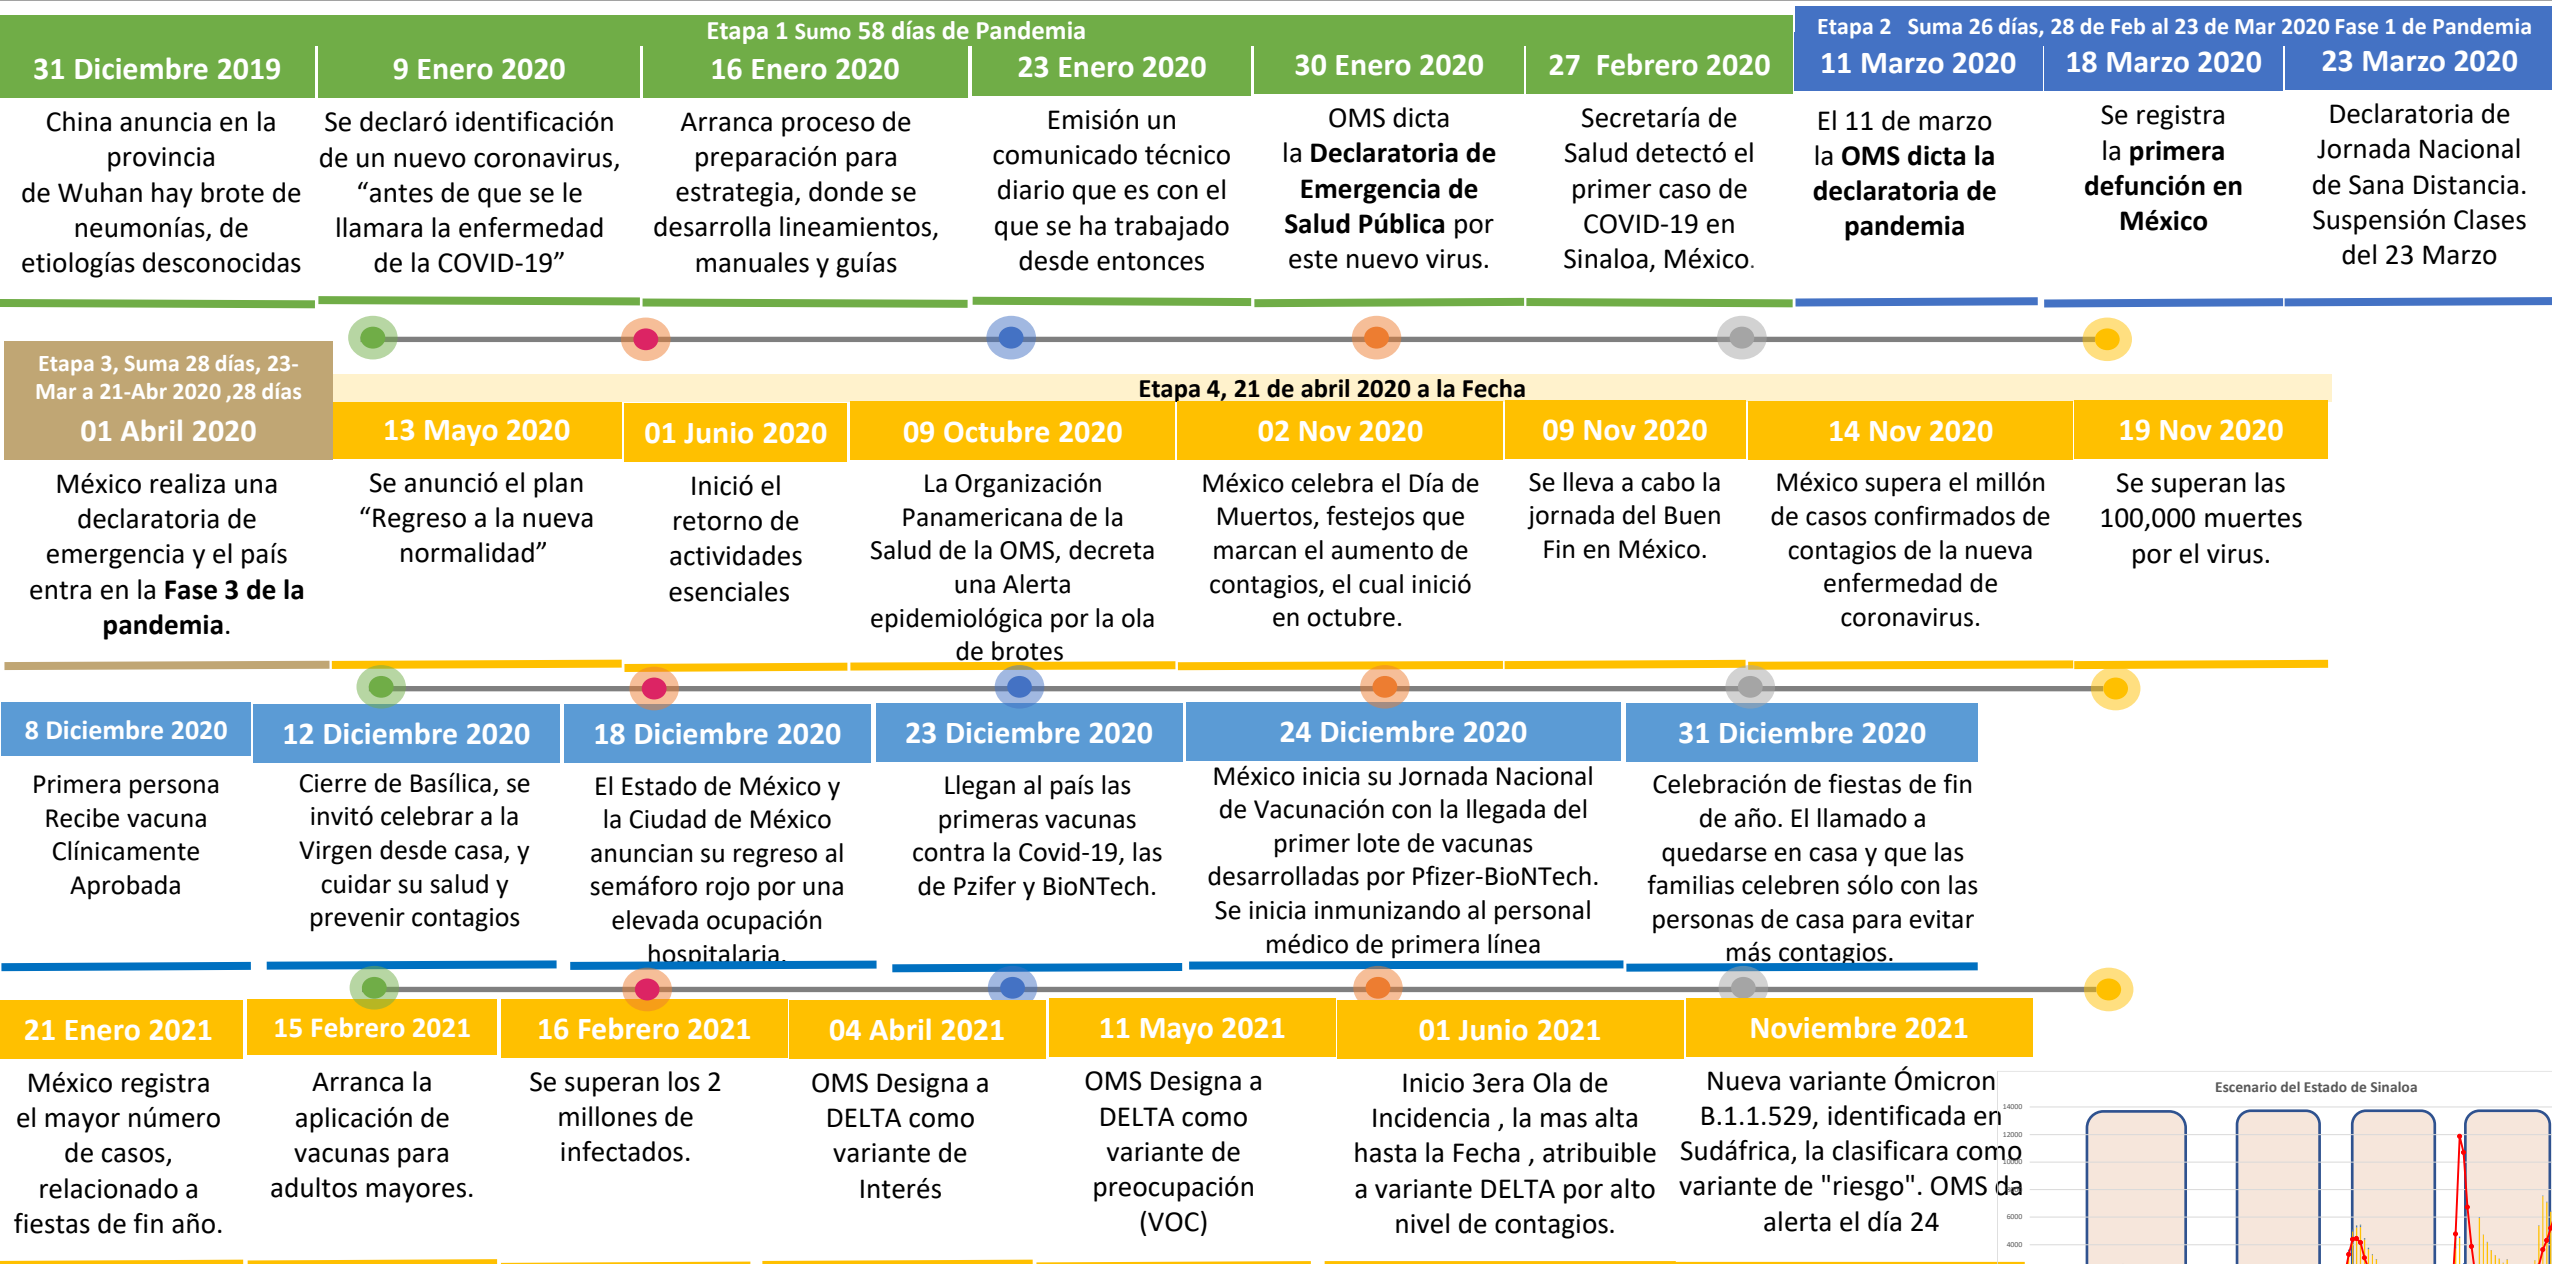 Etapa 1 Sumo 58 días de Pandemia
Etapa 2 Suma 26 días, 28 de Feb al 23 de Mar 2020 Fase 1 de Pandemia
31 Diciembre 2019
China anuncia en la
provincia
de Wuhan hay brote de
neumonías, de
etiologías desconocidas
9 Enero 2020
Se declaró identificación
de un nuevo coronavirus,
“antes de que se le
llamara la enfermedad
de la COVID-19”
16 Enero 2020
Arranca proceso de
preparación para
estrategia, donde se
desarrolla lineamientos,
manuales y guías
23 Enero 2020
Emisión un
comunicado técnico
diario que es con el
que se ha trabajado
desde entonces
30 Enero 2020
OMS dicta
la Declaratoria de
Emergencia de
Salud Pública por
este nuevo virus.
27 Febrero 2020
Secretaría de
Salud detectó el
primer caso de
COVID-19 en
Sinaloa, México.
11 Marzo 2020
El 11 de marzo
la OMS dicta la
declaratoria de
pandemia
18 Marzo 2020
Se registra
la primera
defunción en
México
23 Marzo 2020
Declaratoria de
Jornada Nacional
de Sana Distancia.
Suspensión Clases
del 23 Marzo
Etapa 3, Suma 28 días, 23-
Mar a 21-Abr 2020 ,28 días
01 Abril 2020
México realiza una
declaratoria de
emergencia y el país
entra en la Fase 3 de la
pandemia.
Etapa 4, 21 de abril 2020 a la Fecha
13 Mayo 2020
Se anunció el plan
“Regreso a la nueva
normalidad”
01 Junio 2020
Inició el
retorno de
actividades
esenciales
09 Octubre 2020
La Organización
Panamericana de la
Salud de la OMS, decreta
una Alerta
epidemiológica por la ola
de brotes
02 Nov 2020
México celebra el Día de
Muertos, festejos que
marcan el aumento de
contagios, el cual inició
en octubre.
09 Nov 2020
Se lleva a cabo la
jornada del Buen
Fin en México.
14 Nov 2020
México supera el millón
de casos confirmados de
contagios de la nueva
enfermedad de
coronavirus.
19 Nov 2020
Se superan las
100,000 muertes
por el virus.
8 Diciembre 2020
Primera persona
Recibe vacuna
Clínicamente
Aprobada
12 Diciembre 2020
Cierre de Basílica, se
invitó celebrar a la
Virgen desde casa, y
cuidar su salud y
prevenir contagios
18 Diciembre 2020
El Estado de México y
la Ciudad de México
anuncian su regreso al
semáforo rojo por una
elevada ocupación
hospitalaria.
23 Diciembre 2020
Llegan al país las
primeras vacunas
contra la Covid-19, las
de Pzifer y BioNTech.
24 Diciembre 2020
México inicia su Jornada Nacional
de Vacunación con la llegada del
primer lote de vacunas
desarrolladas por Pfizer-BioNTech.
Se inicia inmunizando al personal
médico de primera línea
31 Diciembre 2020
Celebración de fiestas de fin
de año. El llamado a
quedarse en casa y que las
familias celebren sólo con las
personas de casa para evitar
más contagios.
21 Enero 2021
México registra
el mayor número
de casos,
relacionado a
fiestas de fin año.
15 Febrero 2021
Arranca la
aplicación de
vacunas para
adultos mayores.
16 Febrero 2021
Se superan los 2
millones de
infectados.
04 Abril 2021
OMS Designa a
DELTA como
variante de
Interés
11 Mayo 2021
OMS Designa a
DELTA como
variante de
preocupación
(VOC)
01 Junio 2021
Inicio 3era Ola de
Incidencia , la mas alta
hasta la Fecha , atribuible
a variante DELTA por alto
nivel de contagios.
Noviembre 2021
Nueva variante Ómicron
B.1.1.529, identificada en
Sudáfrica, la clasificara como
variante de "riesgo". OMS da
alerta el día 24
Escenario del Estado de Sinaloa
14000
12000
10000
6000
4000